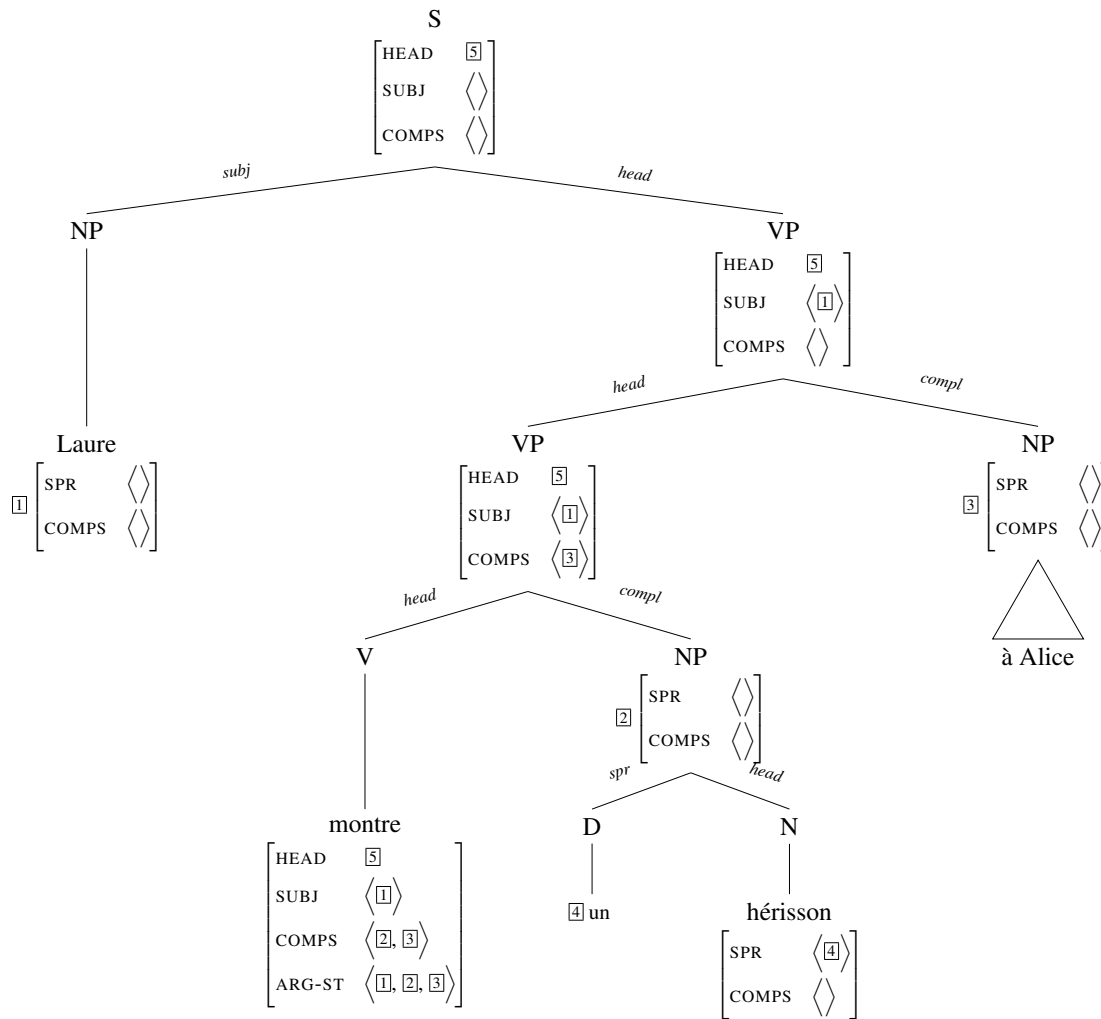 S
HEAD 5
SUBJ ⟨⟩
COMPS ⟨⟩
subj head
NP VP
HEAD 5
SUBJ ⟨1⟩
COMPS ⟨⟩
head compl
Laure VP NP
1 SPR ⟨⟩ HEAD 5 3 SPR ⟨⟩
COMPS ⟨⟩ SUBJ ⟨1⟩ COMPS ⟨⟩
COMPS ⟨3⟩
head compl
V NP à Alice
2 SPR ⟨⟩
COMPS ⟨⟩
spr head
montre D N
HEAD 5
SUBJ ⟨1⟩ 4 un hérisson
COMPS ⟨2, 3⟩ SPR ⟨4⟩
ARG-ST ⟨1, 2, 3⟩ COMPS ⟨⟩